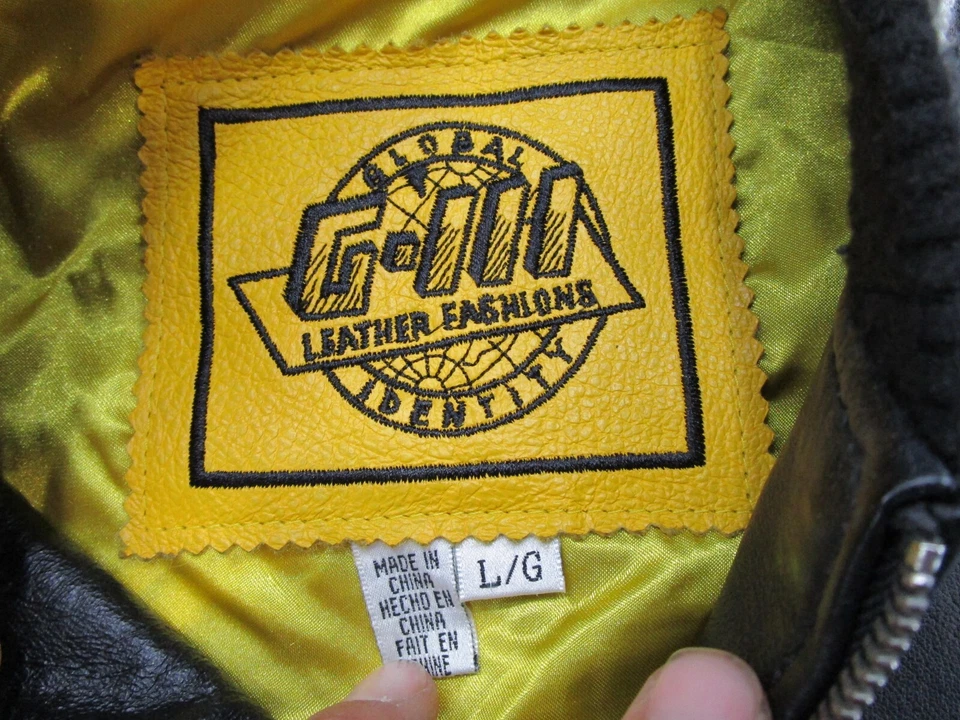 GLOBAL
G-III
LEATHER FASHIONS
IDENTITY
MADE IN
CHINA
HECHO EN
CHINA
FAIT EN
CHINE
L/G